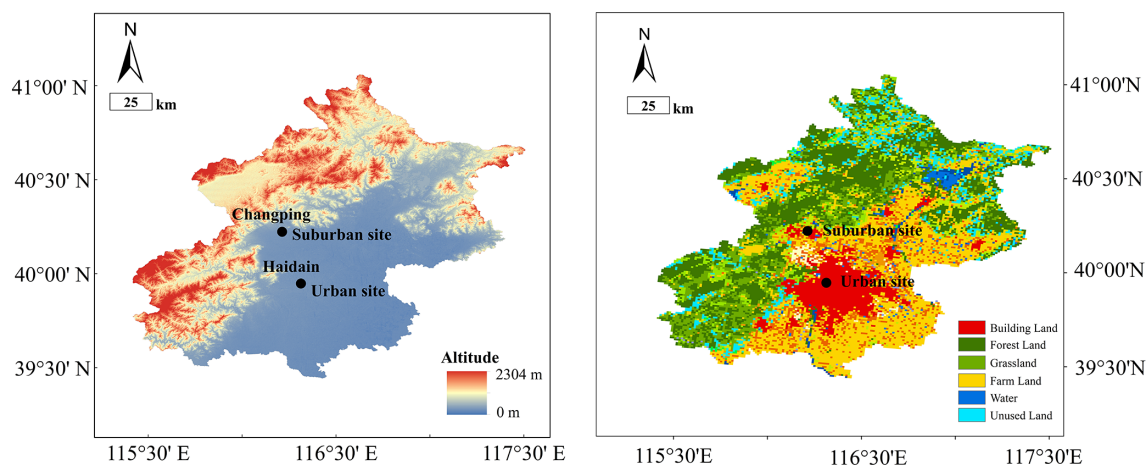 N
25 km
41°00' N
40°30' N
40°00' N
39°30' N
Changping
Suburban site
Haidain
Urban site
Altitude
2304 m
0 m
115°30' E
116°30' E
117°30' E
N
25 km
Suburban site
Urban site
Building Land
Forest Land
Grassland
Farm Land
Water
Unused Land
41°00' N
40°30' N
40°00' N
39°30' N
115°30' E
116°30' E
117°30' E